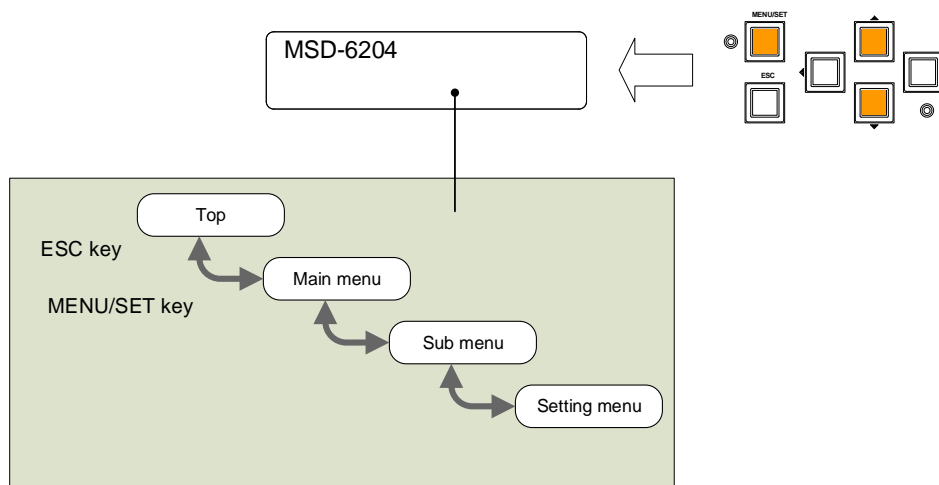 MENU/SET
MSD-6204
ESC
Top
ESC key
Main menu
MENU/SET key
Sub menu
Setting menu